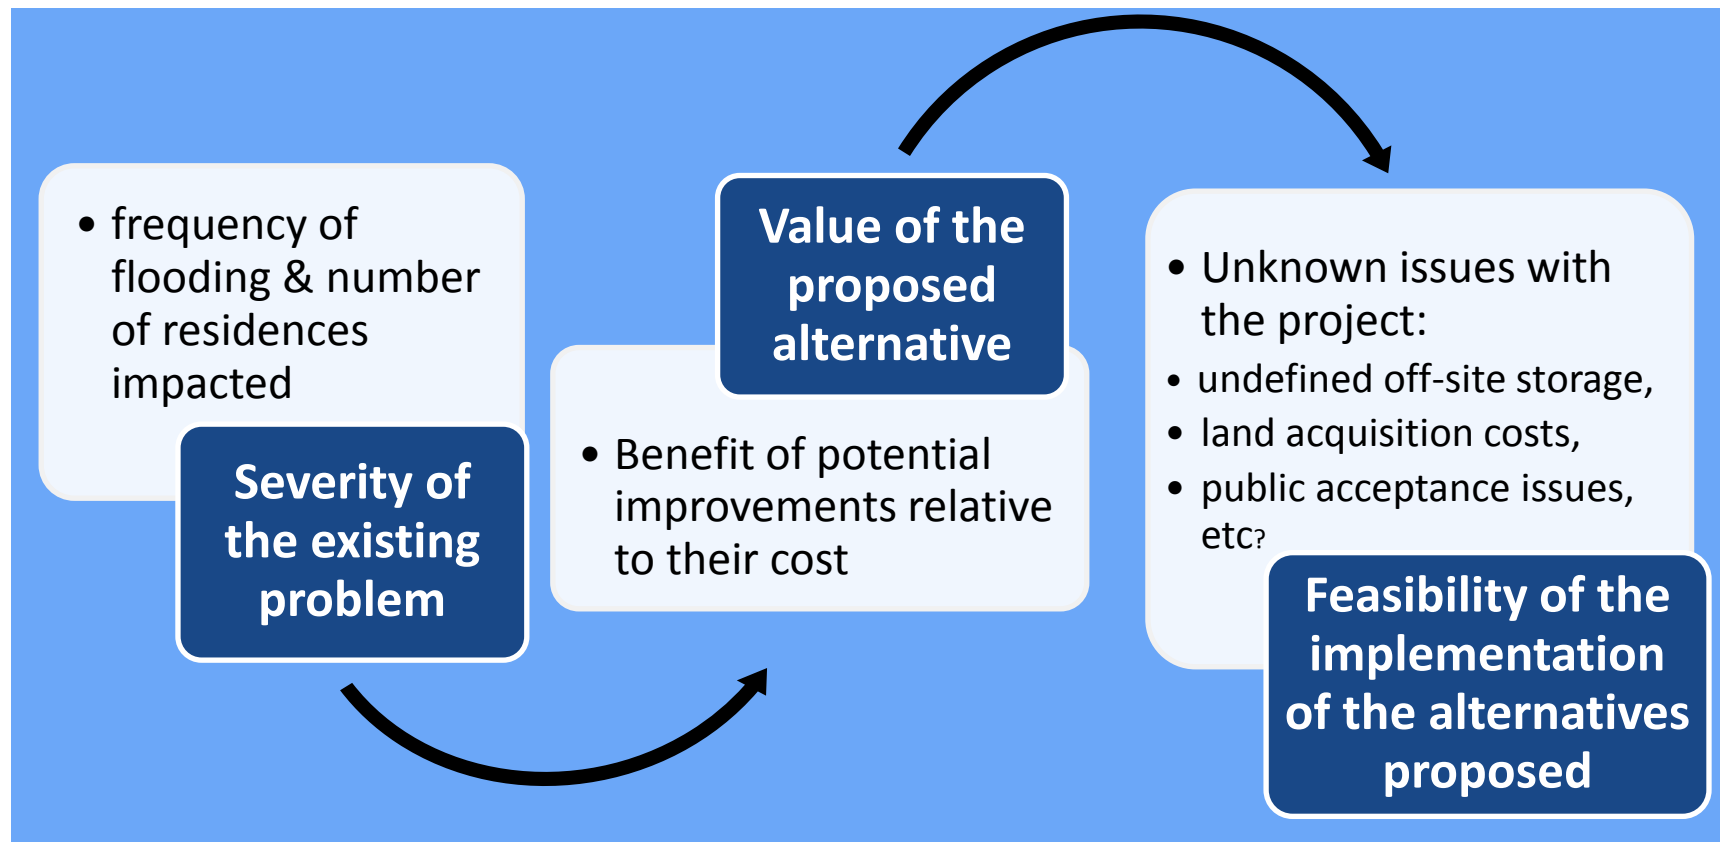 • frequency of
flooding & number
of residences
impacted
Severity of
the existing
problem
Value of the
proposed
alternative
• Benefit of potential
improvements relative
to their cost
• Unknown issues with
the project:
• undefined off-site storage,
• land acquisition costs,
• public acceptance issues,
etc?
Feasibility of the
implementation
of the alternatives
proposed